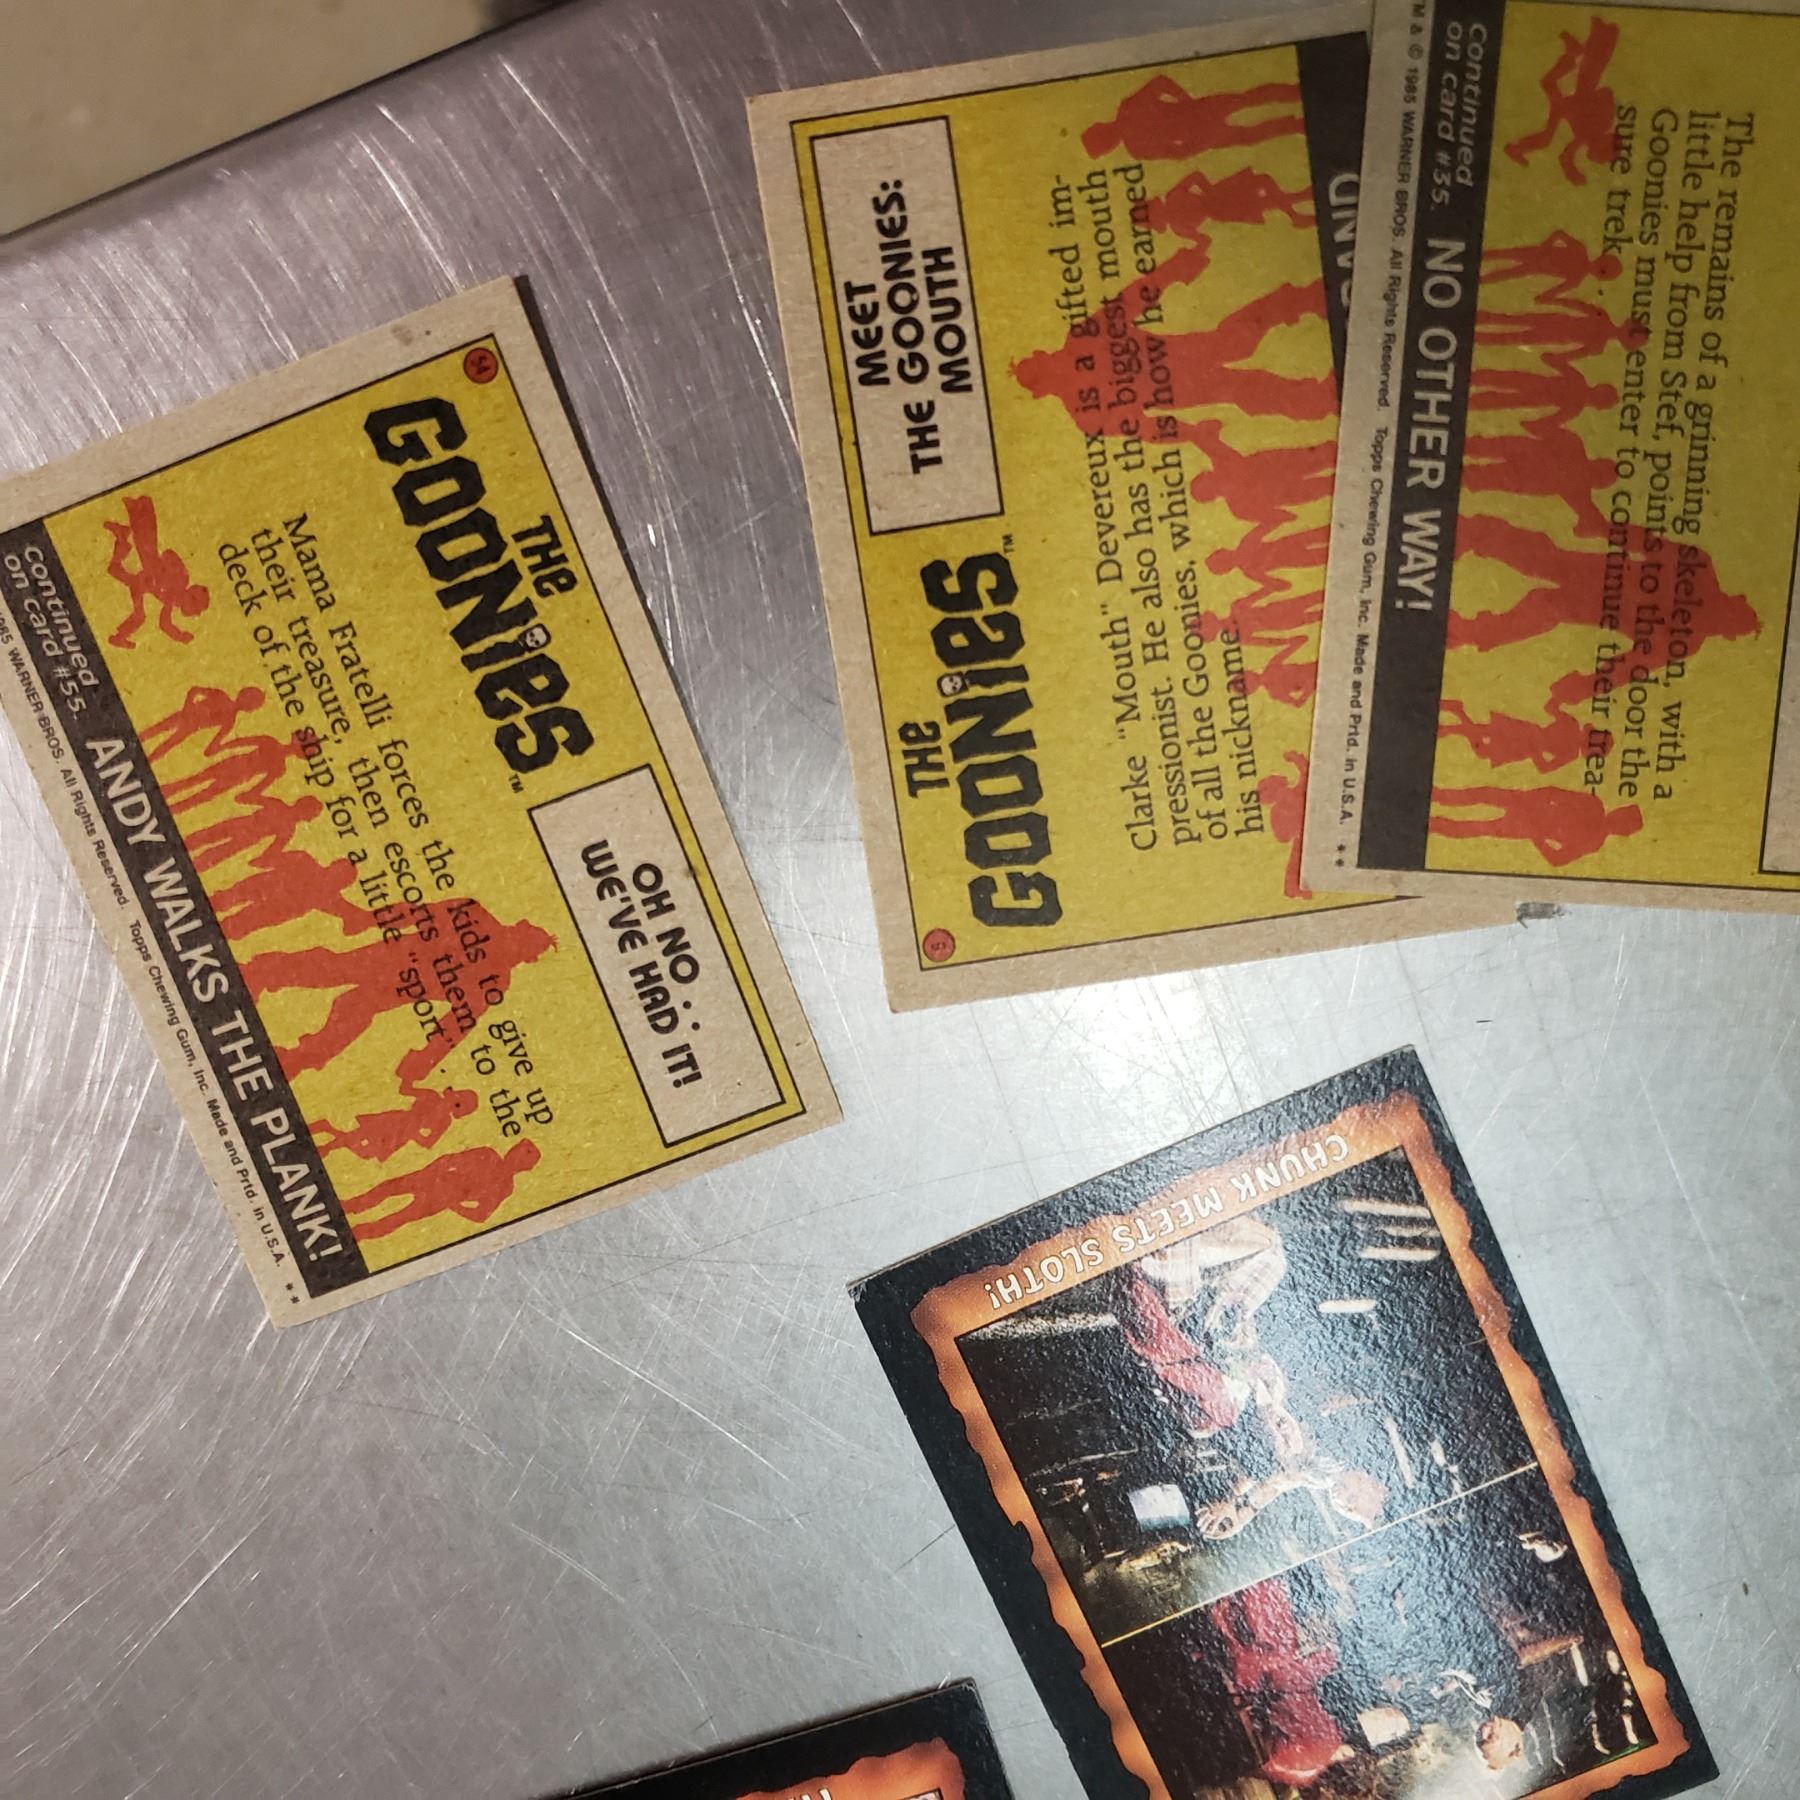 54
THE
GOONIES™
OH NO...
WE'VE HAD IT!
Mama Fratelli forces the kids to give up
their treasure, then escorts them to the
deck of the ship for a little "sport".
continued
on card #55.
ANDY WALKS THE PLANK!
1985 WARNER BROS. All Rights Reserved. Topps Chewing Gum, Inc. Made and Prtd. in U.S.A. **
THE
GOONIES™
MEET
THE GOONIES:
MOUTH
Clarke "Mouth" Devereux is a gifted im-
pressionist. He also has the biggest mouth
of all the Goonies, which is how he earned
his nickname.
The remains of a grinning skeleton, with a
little help from Stef, points to the door the
Goonies must enter to continue their trea-
sure trek...
continued
on card #35.
NO OTHER WAY!
TM & © 1985 WARNER BROS. All Rights Reserved. Topps Chewing Gum, Inc. Made and Prtd. in U.S.A. **
CHUNK MEETS SLOTH!